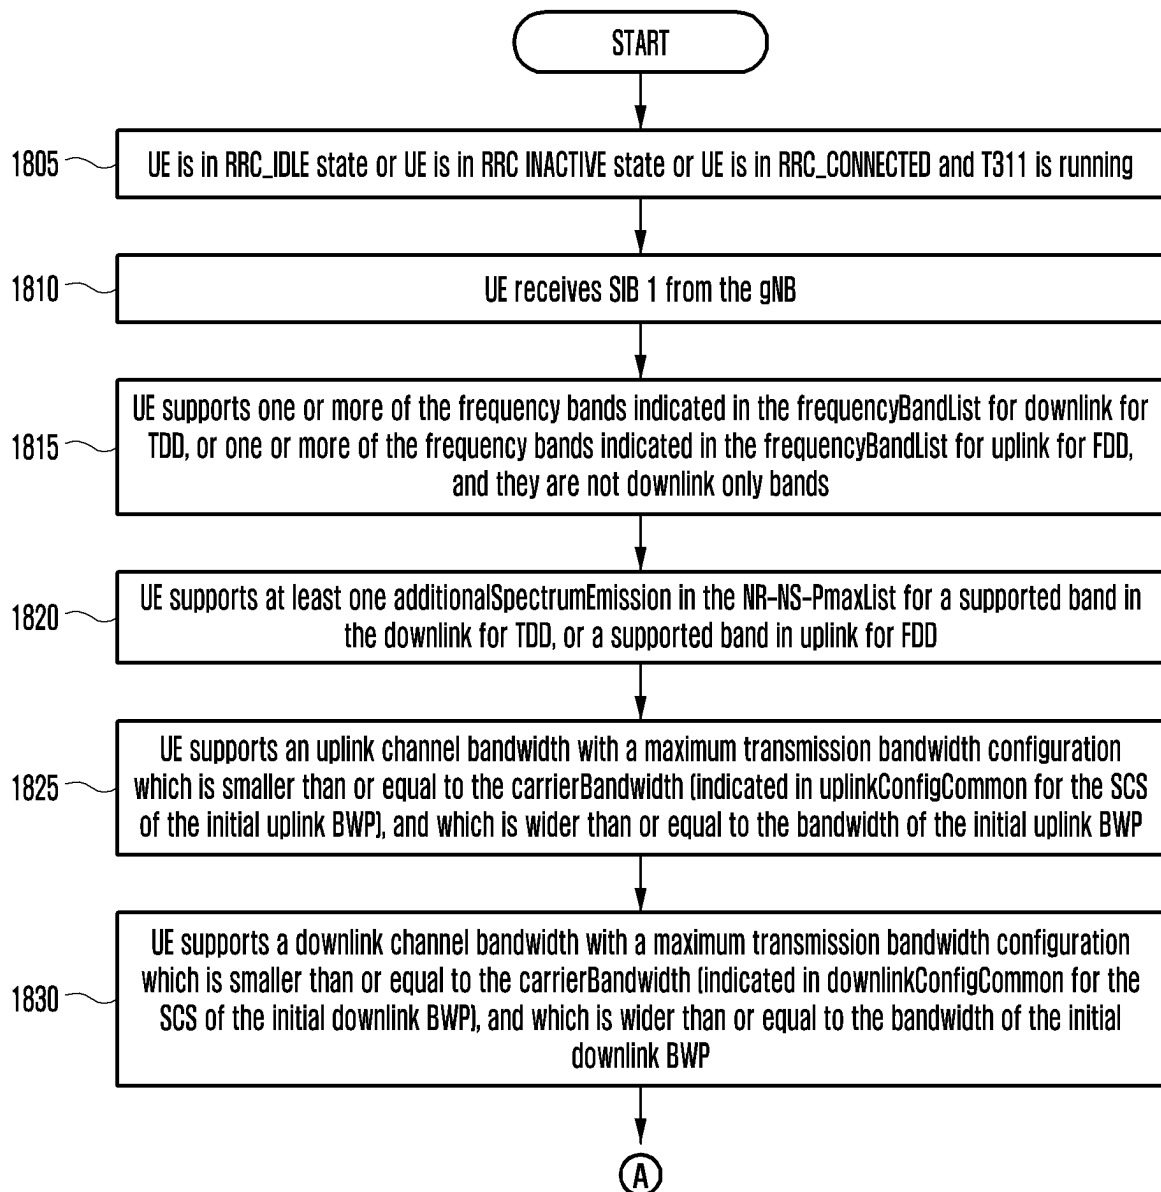 START
1805
UE is in RRC_IDLE state or UE is in RRC INACTIVE state or UE is in RRC_CONNECTED and T311 is running
1810
UE receives SIB 1 from the gNB
UE supports one or more of the frequency bands indicated in the frequencyBandList for downlink for
1815
TDD, or one or more of the frequency bands indicated in the frequencyBandList for uplink for FDD,
and they are not downlink only bands
1820
UE supports at least one additionalSpectrumEmission in the NR-NS-PmaxList for a supported band in
the downlink for TDD, or a supported band in uplink for FDD
UE supports an uplink channel bandwidth with a maximum transmission bandwidth configuration
1825
which is smaller than or equal to the carrierBandwidth (indicated in uplinkConfigCommon for the SCS
of the initial uplink BWP), and which is wider than or equal to the bandwidth of the initial uplink BWP
UE supports a downlink channel bandwidth with a maximum transmission bandwidth configuration
which is smaller than or equal to the carrierBandwidth (indicated in downlinkConfigCommon for the
1830
SCS of the initial downlink BWP), and which is wider than or equal to the bandwidth of the initial
downlink BWP
A